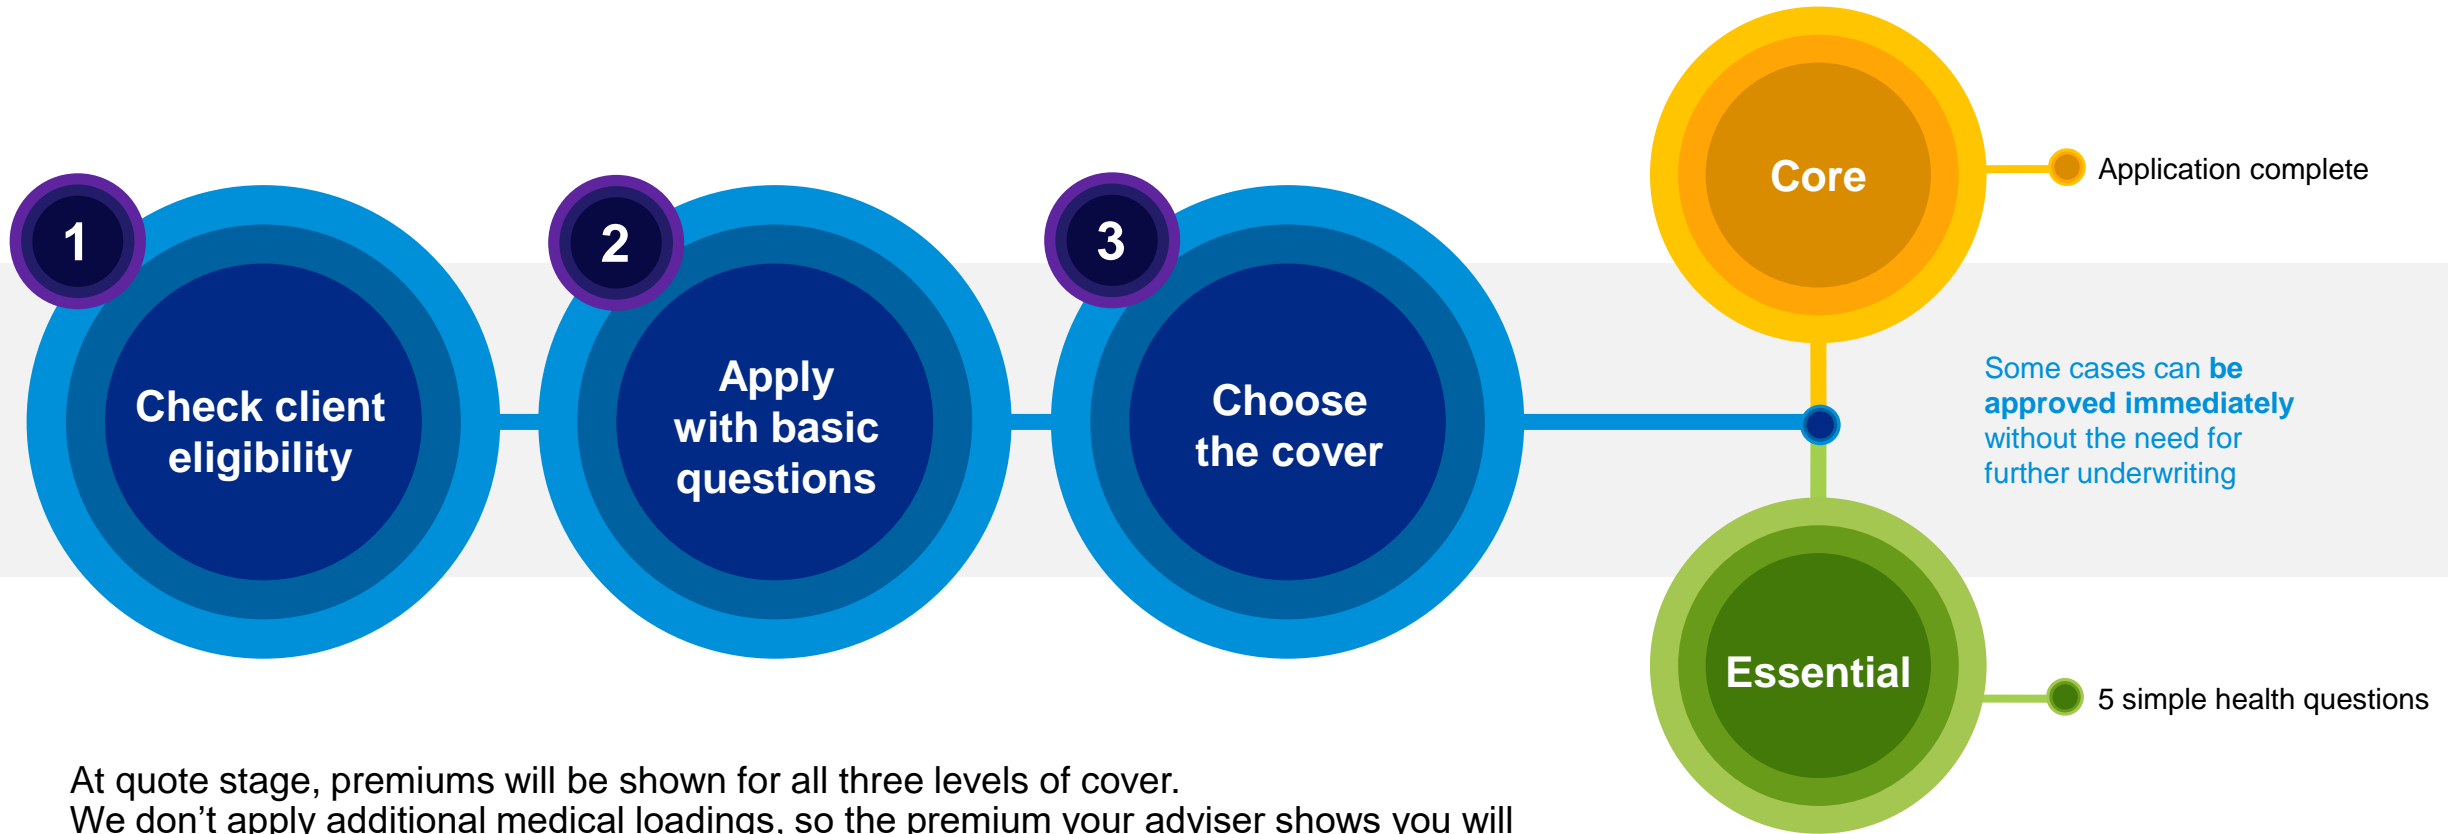 1
Check client
eligibility
2
Apply
with basic
questions
3
Choose
the cover
Core
Application complete
Some cases can be
approved immediately
without the need for
further underwriting
Essential
5 simple health questions
At quote stage, premiums will be shown for all three levels of cover.
We don’t apply additional medical loadings, so the premium your adviser shows you will